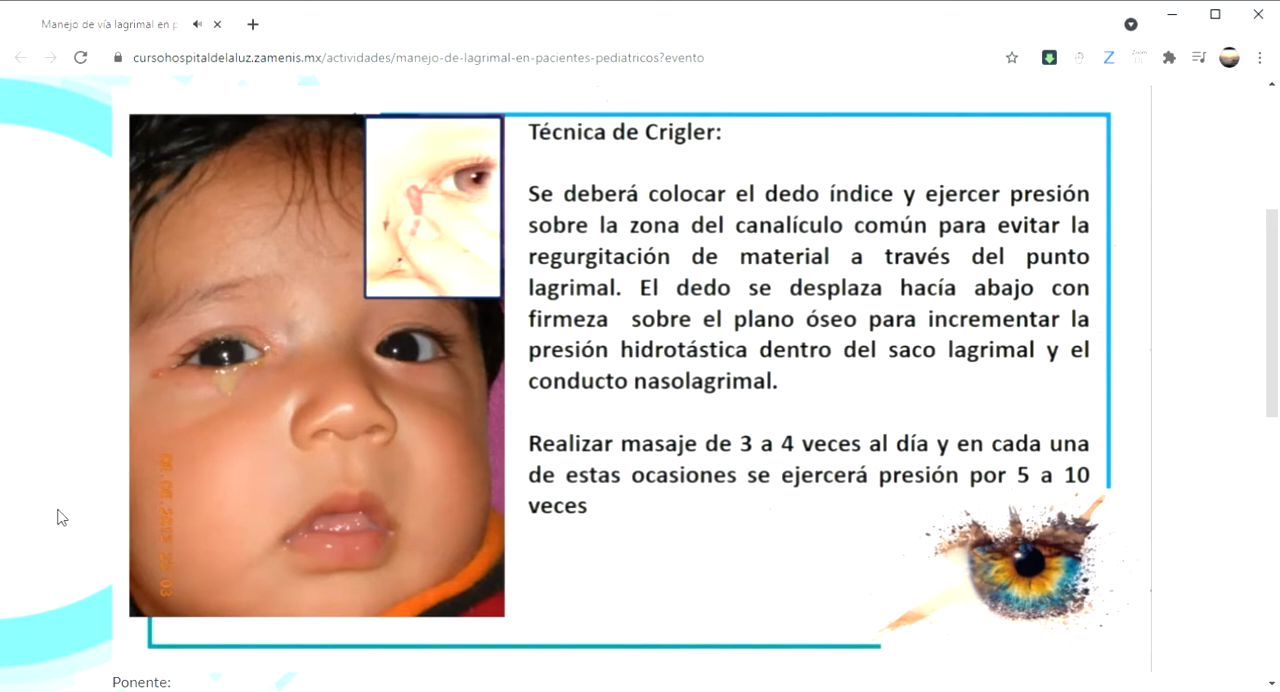 Manejo de vía lagrimal en p
cursohospitaldelaluz.zamenis.mx/actividades/manejo-de-lagrimal-en-pacientes-pediatricos?evento
Técnica de Crigler:
Se deberá colocar el dedo índice y ejercer presión
sobre la zona del canalículo común para evitar la
regurgitación de material a través del punto
lagrimal. El dedo se desplaza hacía abajo con
firmeza sobre el plano óseo para incrementar la
presión hidrotástica dentro del saco lagrimal y el
conducto nasolagrimal.
Realizar masaje de 3 a 4 veces al día y en cada una
de estas ocasiones se ejercerá presión por 5 a 10
veces
Ponente: